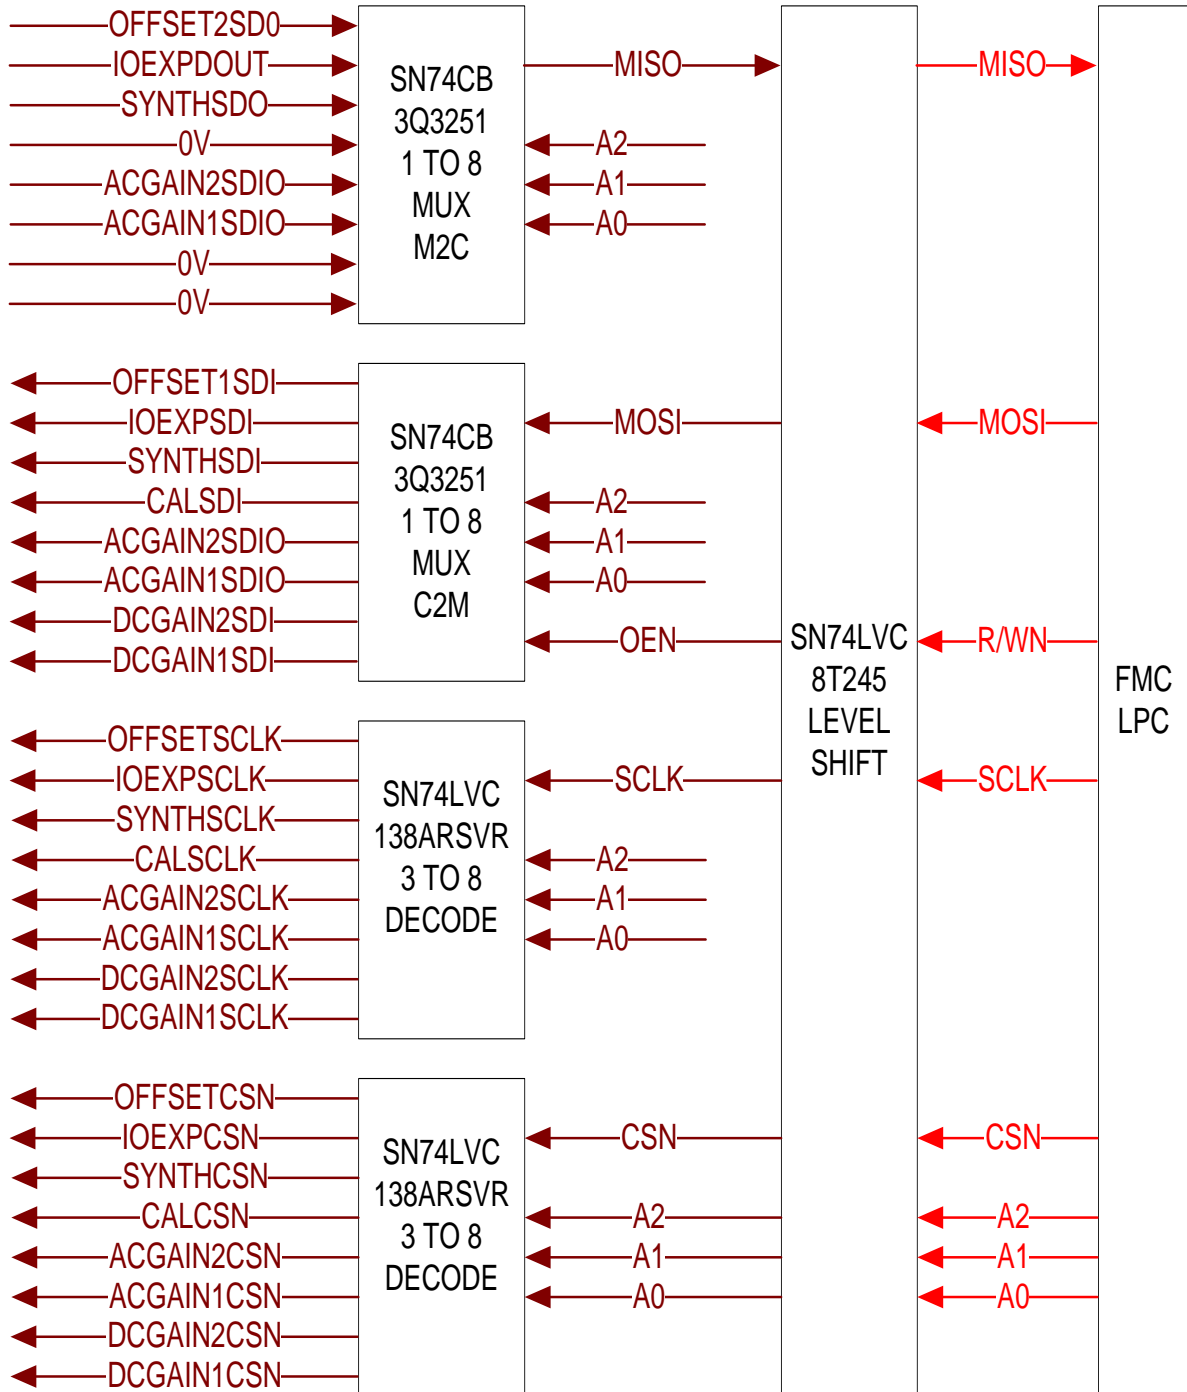 OFFSET2SD0
IOEXPDOUT
SYNTHSDO
0V
ACGAIN2SDIO
ACGAIN1SDIO
0V
0V
SN74CB
3Q3251
1 TO 8
MUX
M2C
MISO
A2
A1
A0
MISO
OFFSET1SDI
IOEXPSDI
SYNTHSDI
CALSDI
ACGAIN2SDIO
ACGAIN1SDIO
DCGAIN2SDI
DCGAIN1SDI
SN74CB
3Q3251
1 TO 8
MUX
C2M
MOSI
A2
A1
A0
OEN
MOSI
R/WN
SN74LVC
8T245
LEVEL
SHIFT
FMC
LPC
OFFSETSCLK
IOEXPSCLK
SYNTHSCLK
CALSCLK
ACGAIN2SCLK
ACGAIN1SCLK
DCGAIN2SCLK
DCGAIN1SCLK
SN74LVC
138ARSVR
3 TO 8
DECODE
SCLK
A2
A1
A0
SCLK
OFFSETCSN
IOEXPCSN
SYNTHCSN
CALCSN
ACGAIN2CSN
ACGAIN1CSN
DCGAIN2CSN
DCGAIN1CSN
SN74LVC
138ARSVR
3 TO 8
DECODE
CSN
A2
A1
A0
CSN
A2
A1
A0